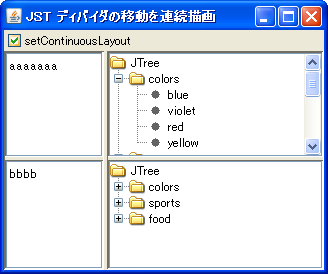 JST ディバイダの移動を連続描画
setContinuousLayout
aaaaaaa
JTree
colors
blue
violet
red
yellow
bbbb
JTree
colors
sports
food